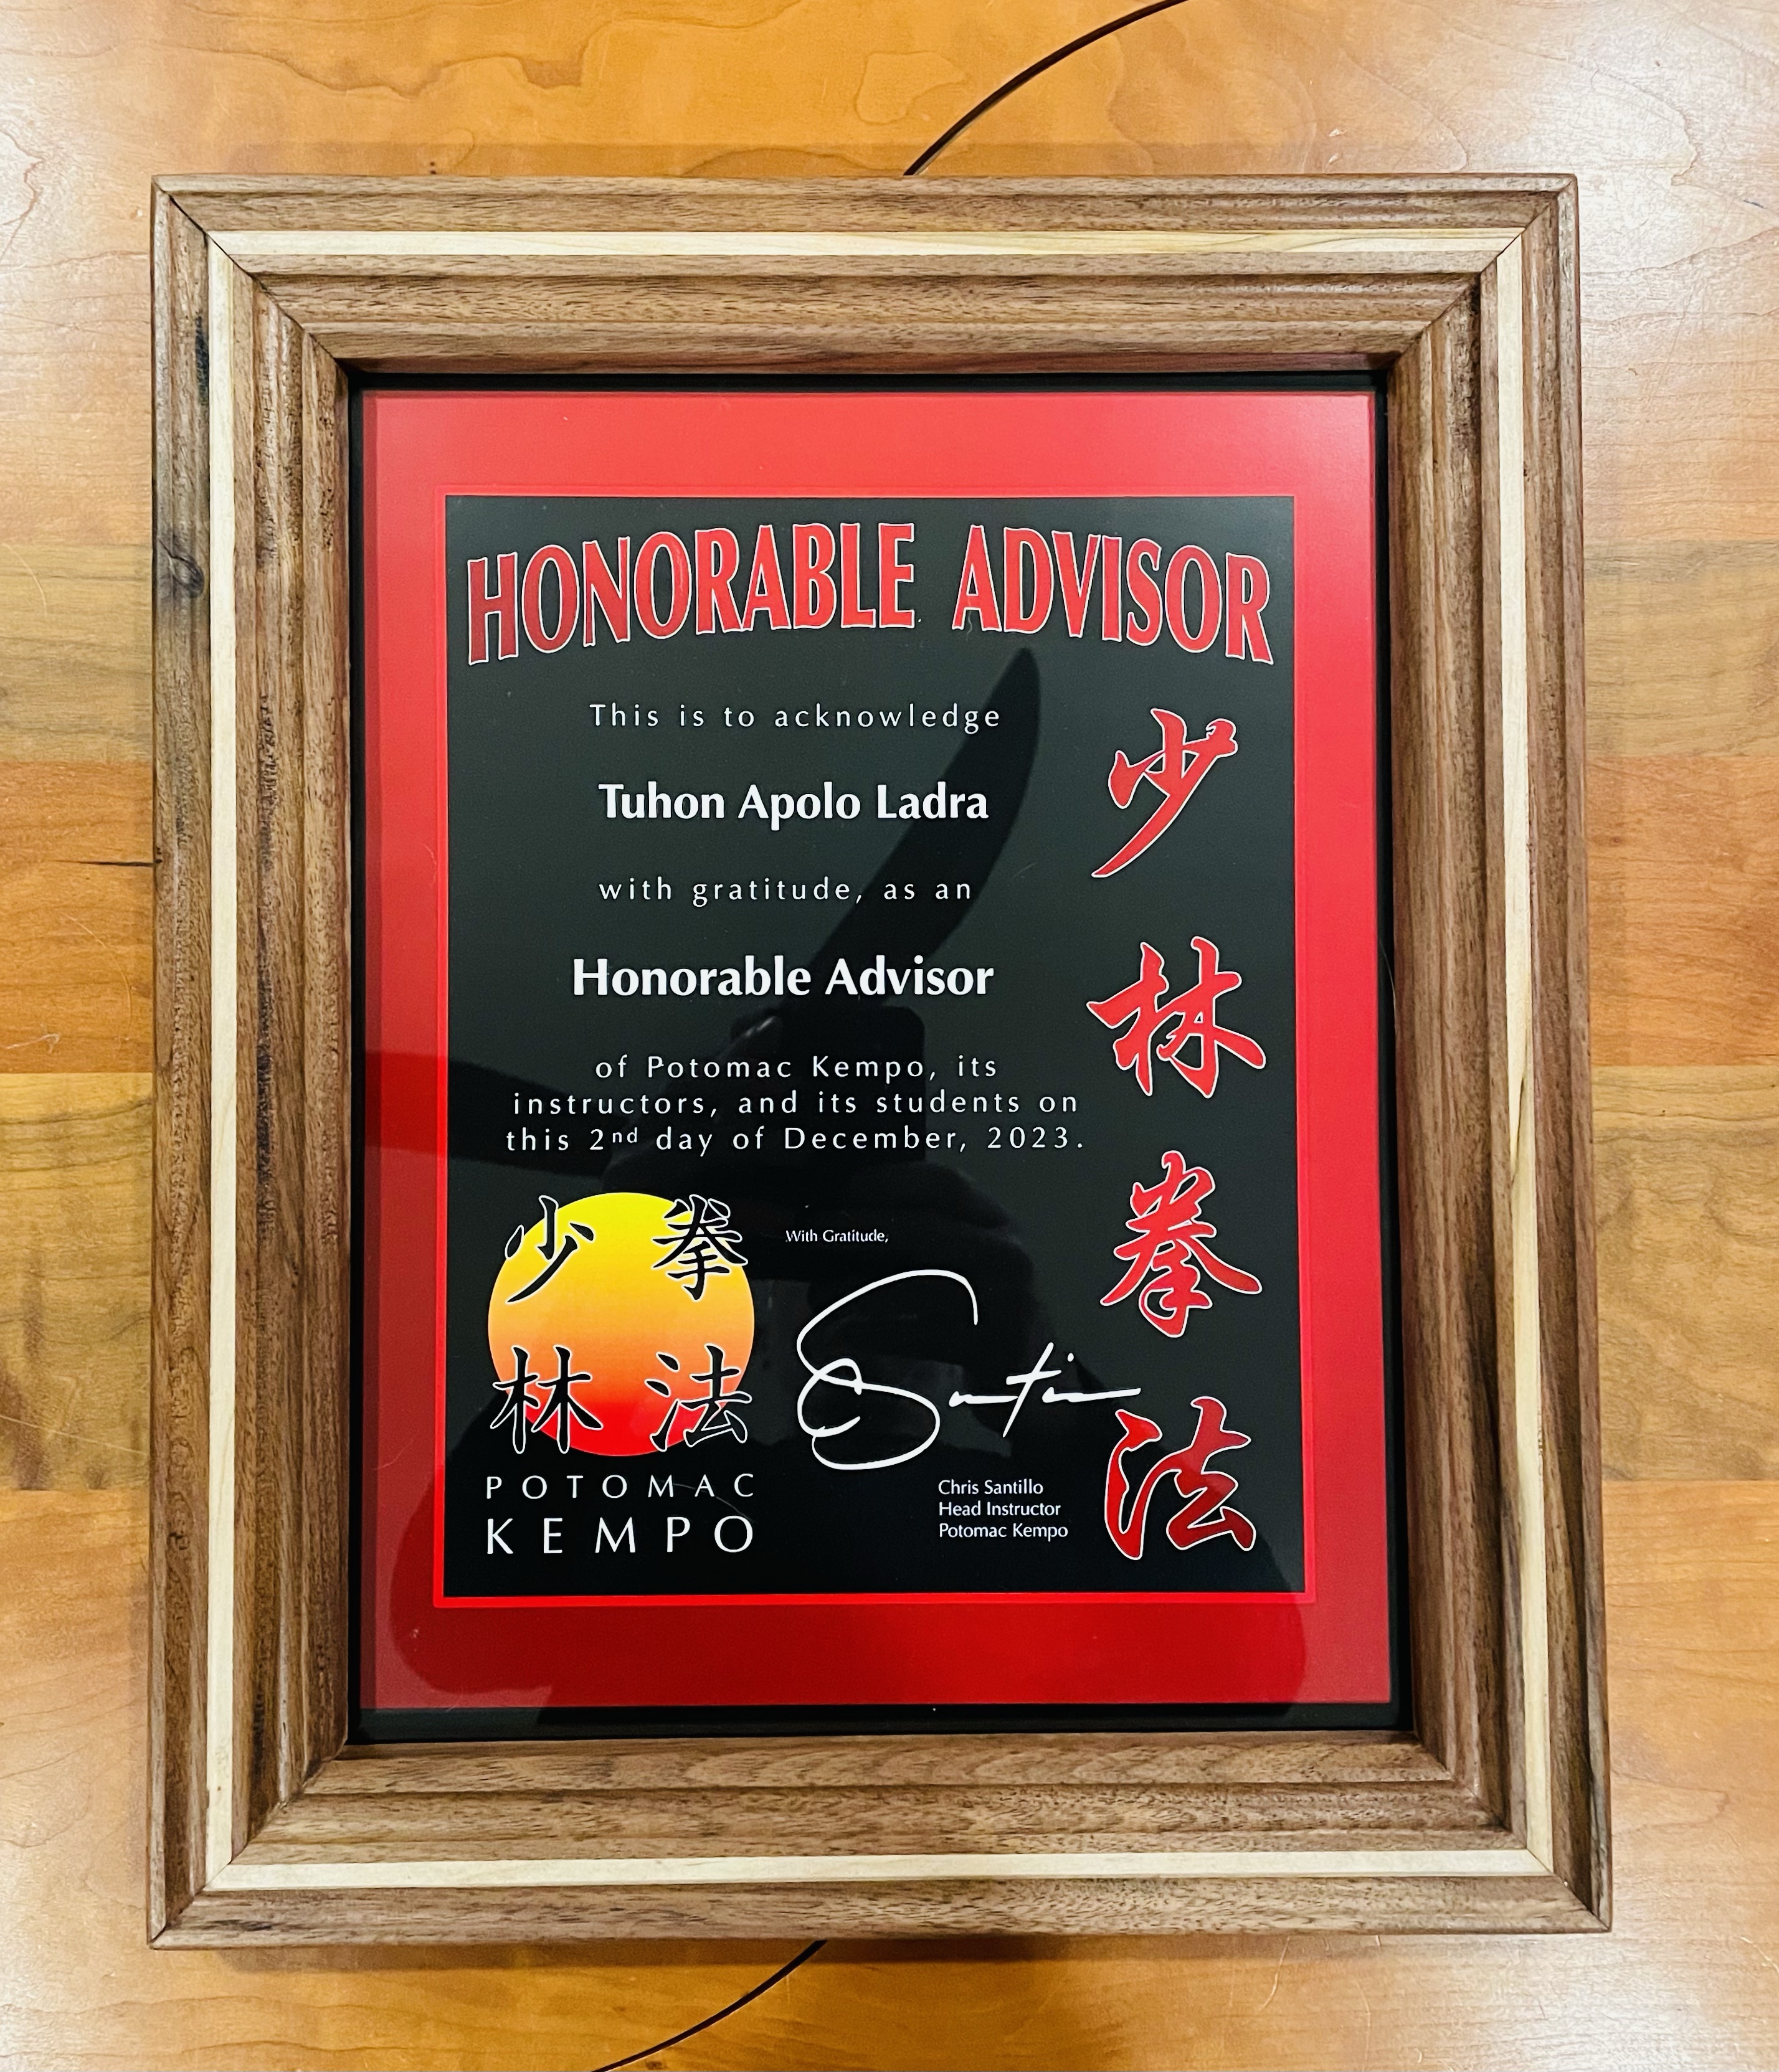 HONORABLE ADVISOR
This is to acknowledge
Tuhon Apolo Ladra
with gratitude, as an
Honorable Advisor
of Potomac Kempo, its
instructors, and its students on
this 2nd day of December, 2023.
少林拳法
少 拳
林 法
POTOMAC
KEMPO
With Gratitude,
Santillo
Chris Santillo
Head Instructor
Potomac Kempo